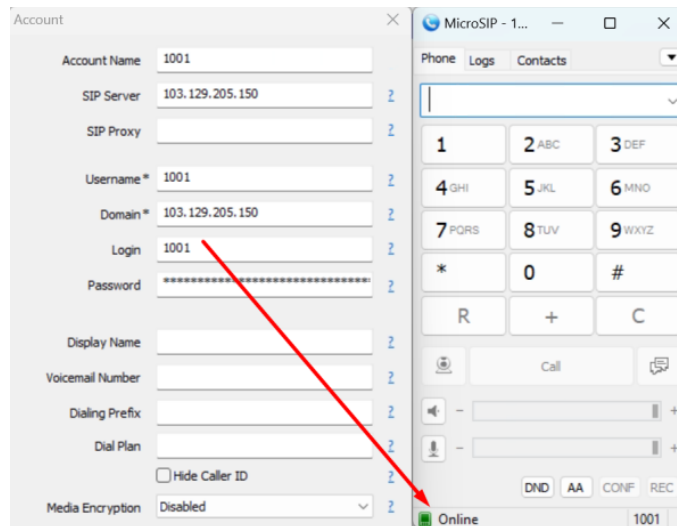 Account
Account Name 1001
SIP Server 103.129.205.150 ?
SIP Proxy ?
Username* 1001 ?
Domain* 103.129.205.150 ?
Login 1001 ?
Password ******************************** ?
Display Name ?
Voicemail Number ?
Dialing Prefix ?
Dial Plan ?
Hide Caller ID ?
Media Encryption Disabled ?
MicroSIP - 1...
Phone Logs Contacts
1 2 ABC 3 DEF
4 GHI 5 JKL 6 MNO
7 PQRS 8 TUV 9 WXYZ
* 0 #
R + C
Call
- +
- +
DND AA CONF REC
Online 1001